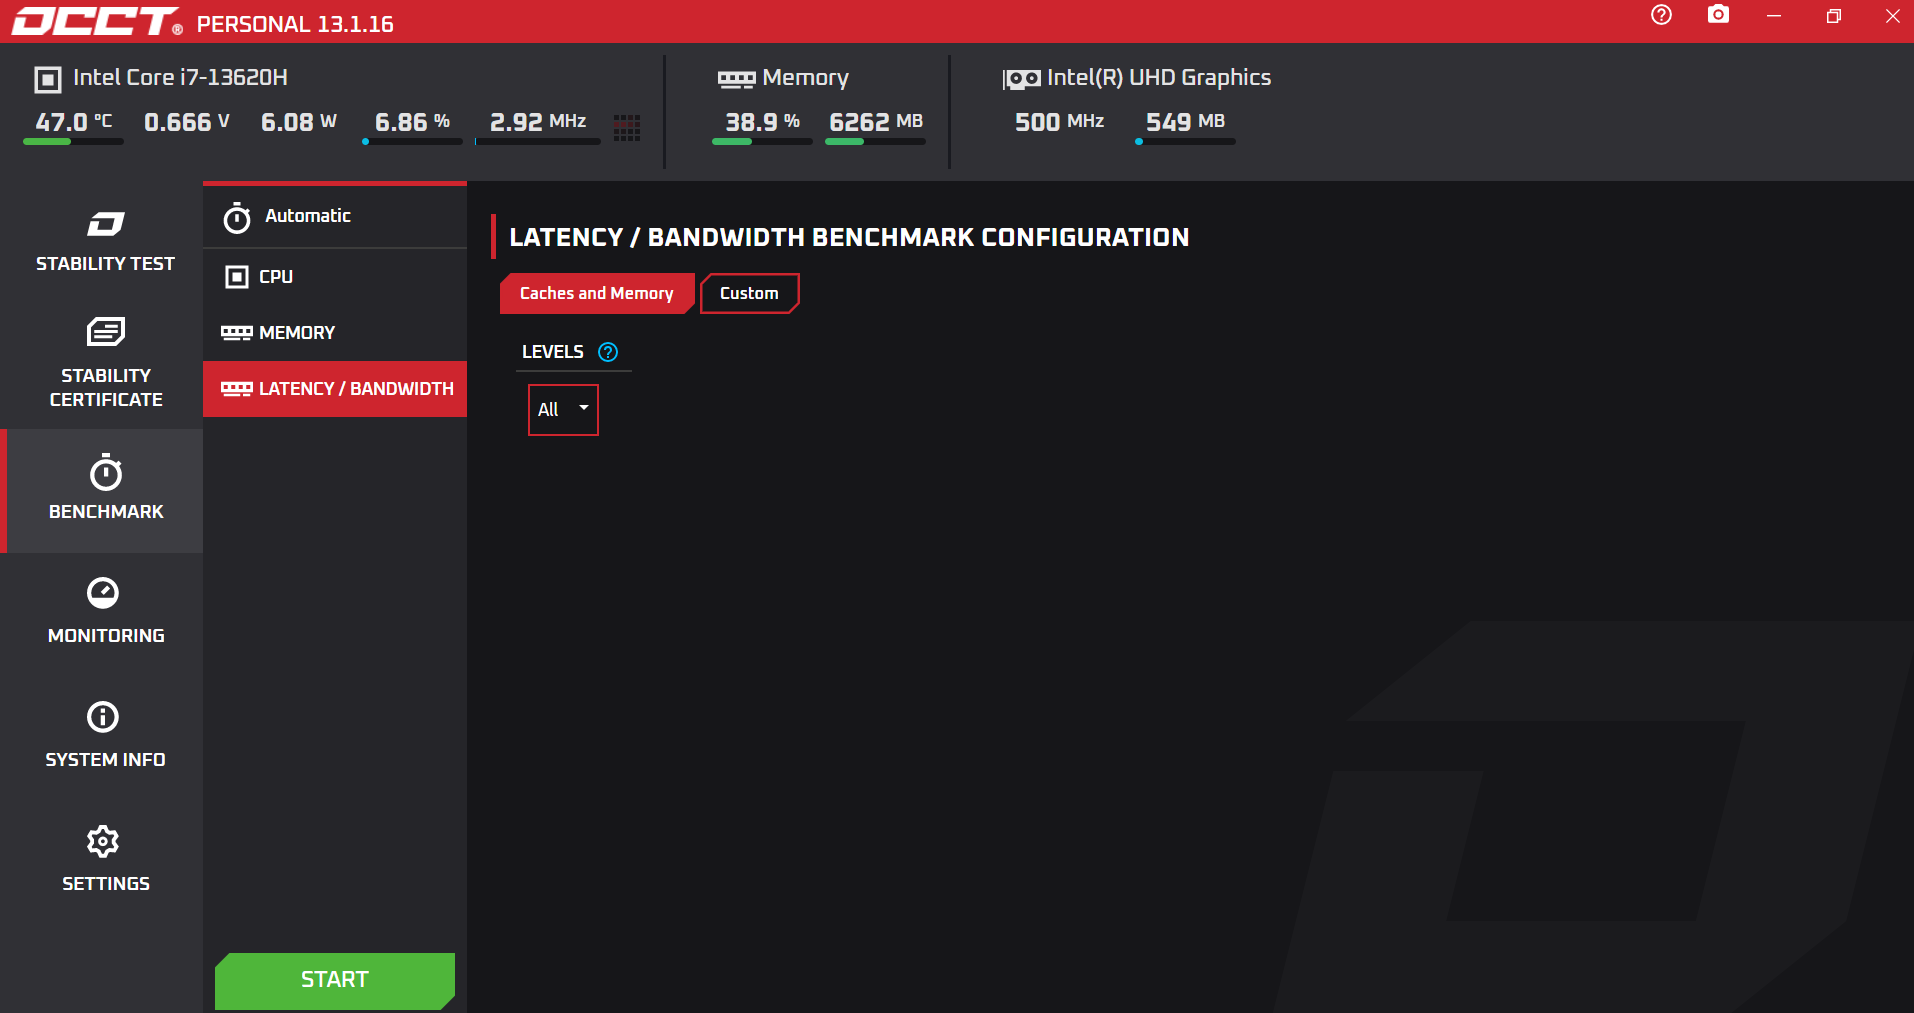 OCCT® PERSONAL 13.1.16
Intel Core i7-13620H
47.0 °C 0.666 V 6.08 W 6.86 % 2.92 MHz
Memory
38.9 % 6262 MB
Intel(R) UHD Graphics
500 MHz 549 MB
STABILITY TEST
STABILITY
CERTIFICATE
BENCHMARK
MONITORING
SYSTEM INFO
SETTINGS
Automatic
CPU
MEMORY
LATENCY / BANDWIDTH
START
LATENCY / BANDWIDTH BENCHMARK CONFIGURATION
Caches and Memory Custom
LEVELS ?
All